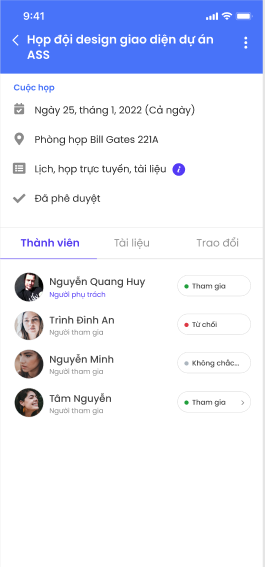 9:41
Họp đội design giao diện dự án
ASS
Cuộc họp
Ngày 25, tháng 1, 2022 (Cả ngày)
Phòng họp Bill Gates 221A
Lịch, họp trực tuyến, tài liệu
Đã phê duyệt
Thành viên Tài liệu Trao đổi
Nguyễn Quang Huy
Người phụ trách
Tham gia
Trình Đình An
Người tham gia
Từ chối
Nguyễn Minh
Người tham gia
Không chắc...
Tâm Nguyễn
Người tham gia
Tham gia